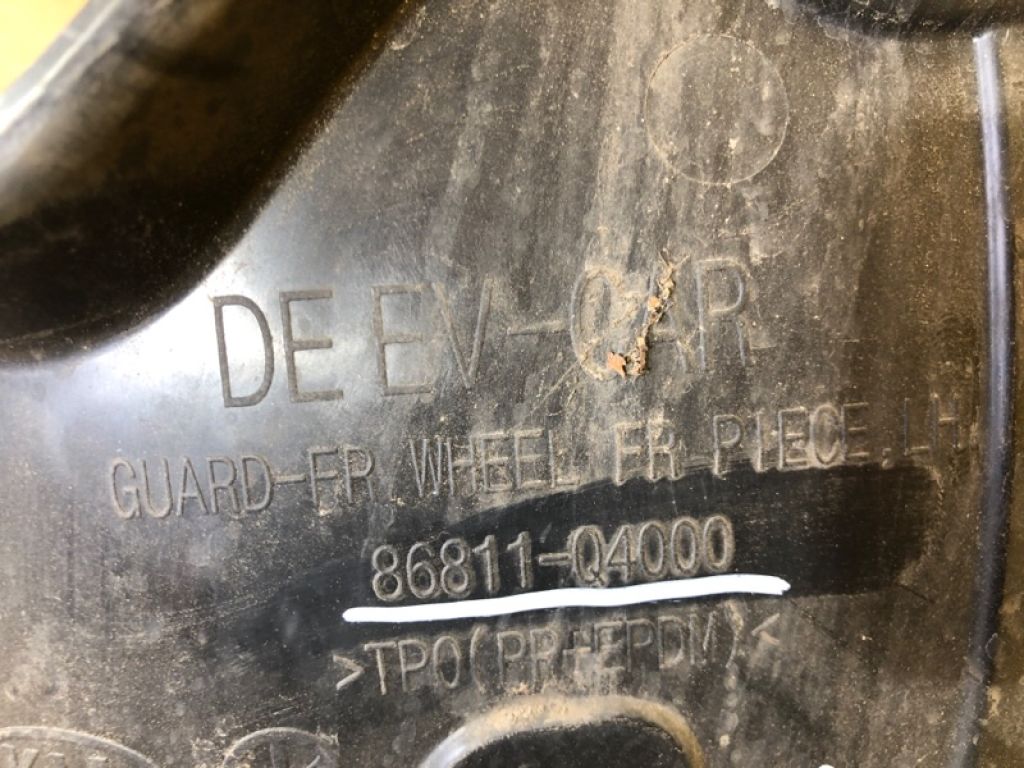 DE EV-CAR
GUARD-FR WHEEL FR PIECE,LH
86811-Q4000
>TPO(PP+EPDM)<